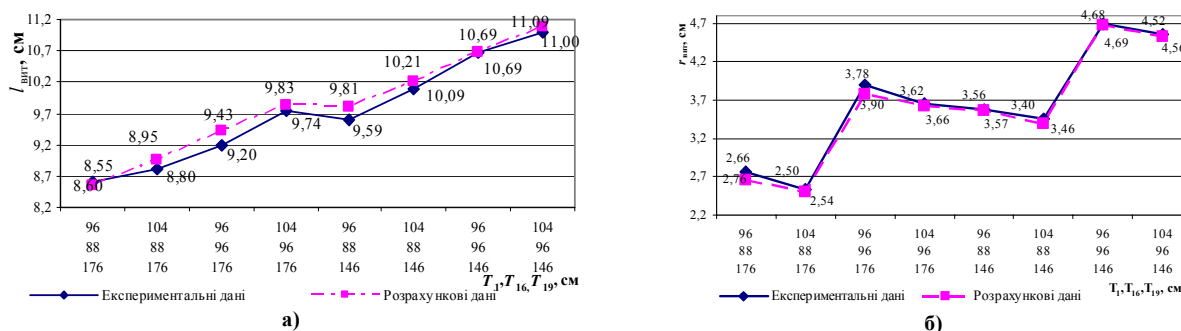 11,2
10,7
10,2
9,7
9,2
8,7
8,2
l вит, см
8,55
8,95
9,43
9,83
9,81
10,21
10,69
11,09
8,60
8,80
9,20
9,74
9,59
10,09
10,69
11,00
96 104 96 104 96 104 96 104
88 88 96 96 88 88 96 96
176 176 176 176 146 146 146 146
T1, T16, T19, см
Експериментальні дані
Розрахункові дані
а)
4,7
4,2
3,7
3,2
2,7
2,2
r вит, см
2,66
2,50
3,78
3,62
3,56
3,40
4,68
4,52
2,76
2,54
3,90
3,66
3,57
3,46
4,69
4,56
96 104 96 104 96 104 96 104
88 88 96 96 88 88 96 96
176 176 176 176 146 146 146 146
T1, T16, T19, см
Експериментальні дані
Розрахункові дані
б)